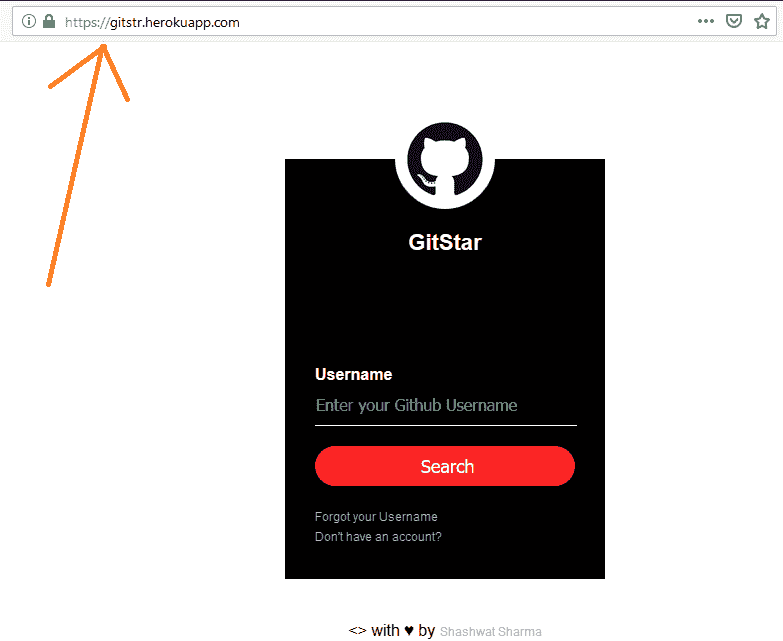 https://gitstr.herokuapp.com
GitStar
Username
Enter your Github Username
Search
Forgot your Username
Don't have an account?
<> with ♥ by Shashwat Sharma